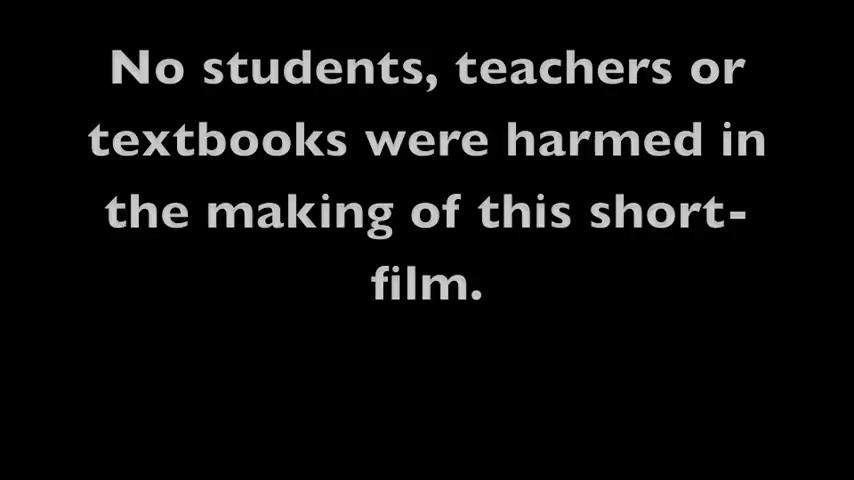 No students, teachers or
textbooks were harmed in
the making of this short-
film.